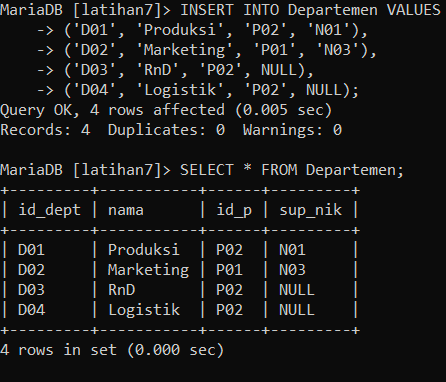 MariaDB [latihan7]> INSERT INTO Departemen VALUES
    -> ('D01', 'Produksi', 'P02', 'N01'),
    -> ('D02', 'Marketing', 'P01', 'N03'),
    -> ('D03', 'RnD', 'P02', NULL),
    -> ('D04', 'Logistik', 'P02', NULL);
Query OK, 4 rows affected (0.005 sec)
Records: 4  Duplicates: 0  Warnings: 0

MariaDB [latihan7]> SELECT * FROM Departemen;
+---------+-----------+------+---------+
| id_dept | nama      | id_p | sup_nik |
+---------+-----------+------+---------+
| D01     | Produksi  | P02  | N01     |
| D02     | Marketing | P01  | N03     |
| D03     | RnD       | P02  | NULL    |
| D04     | Logistik  | P02  | NULL    |
+---------+-----------+------+---------+
4 rows in set (0.000 sec)